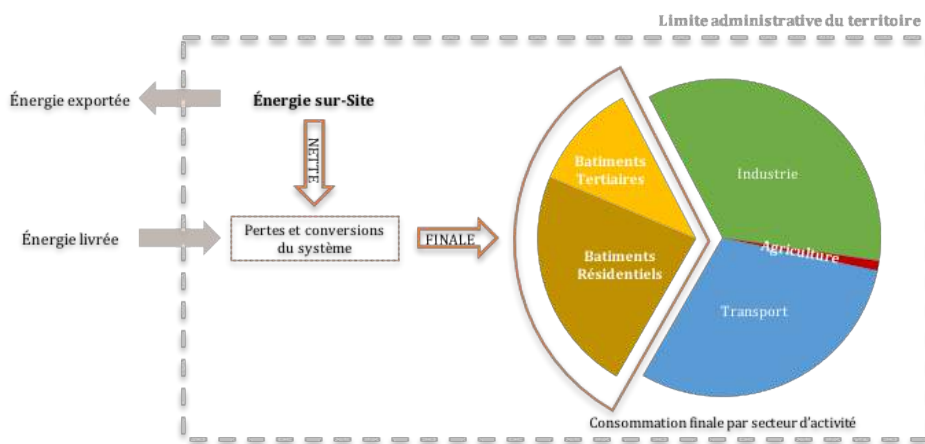 Limite administrative du territoire
Énergie exportée
Énergie sur-Site
NETTE
Énergie livrée
Pertes et conversions
du système
FINALE
Batiments
Tertiaires
Batiments
Résidentiels
Industrie
Agriculture
Transport
Consommation finale par secteur d'activité